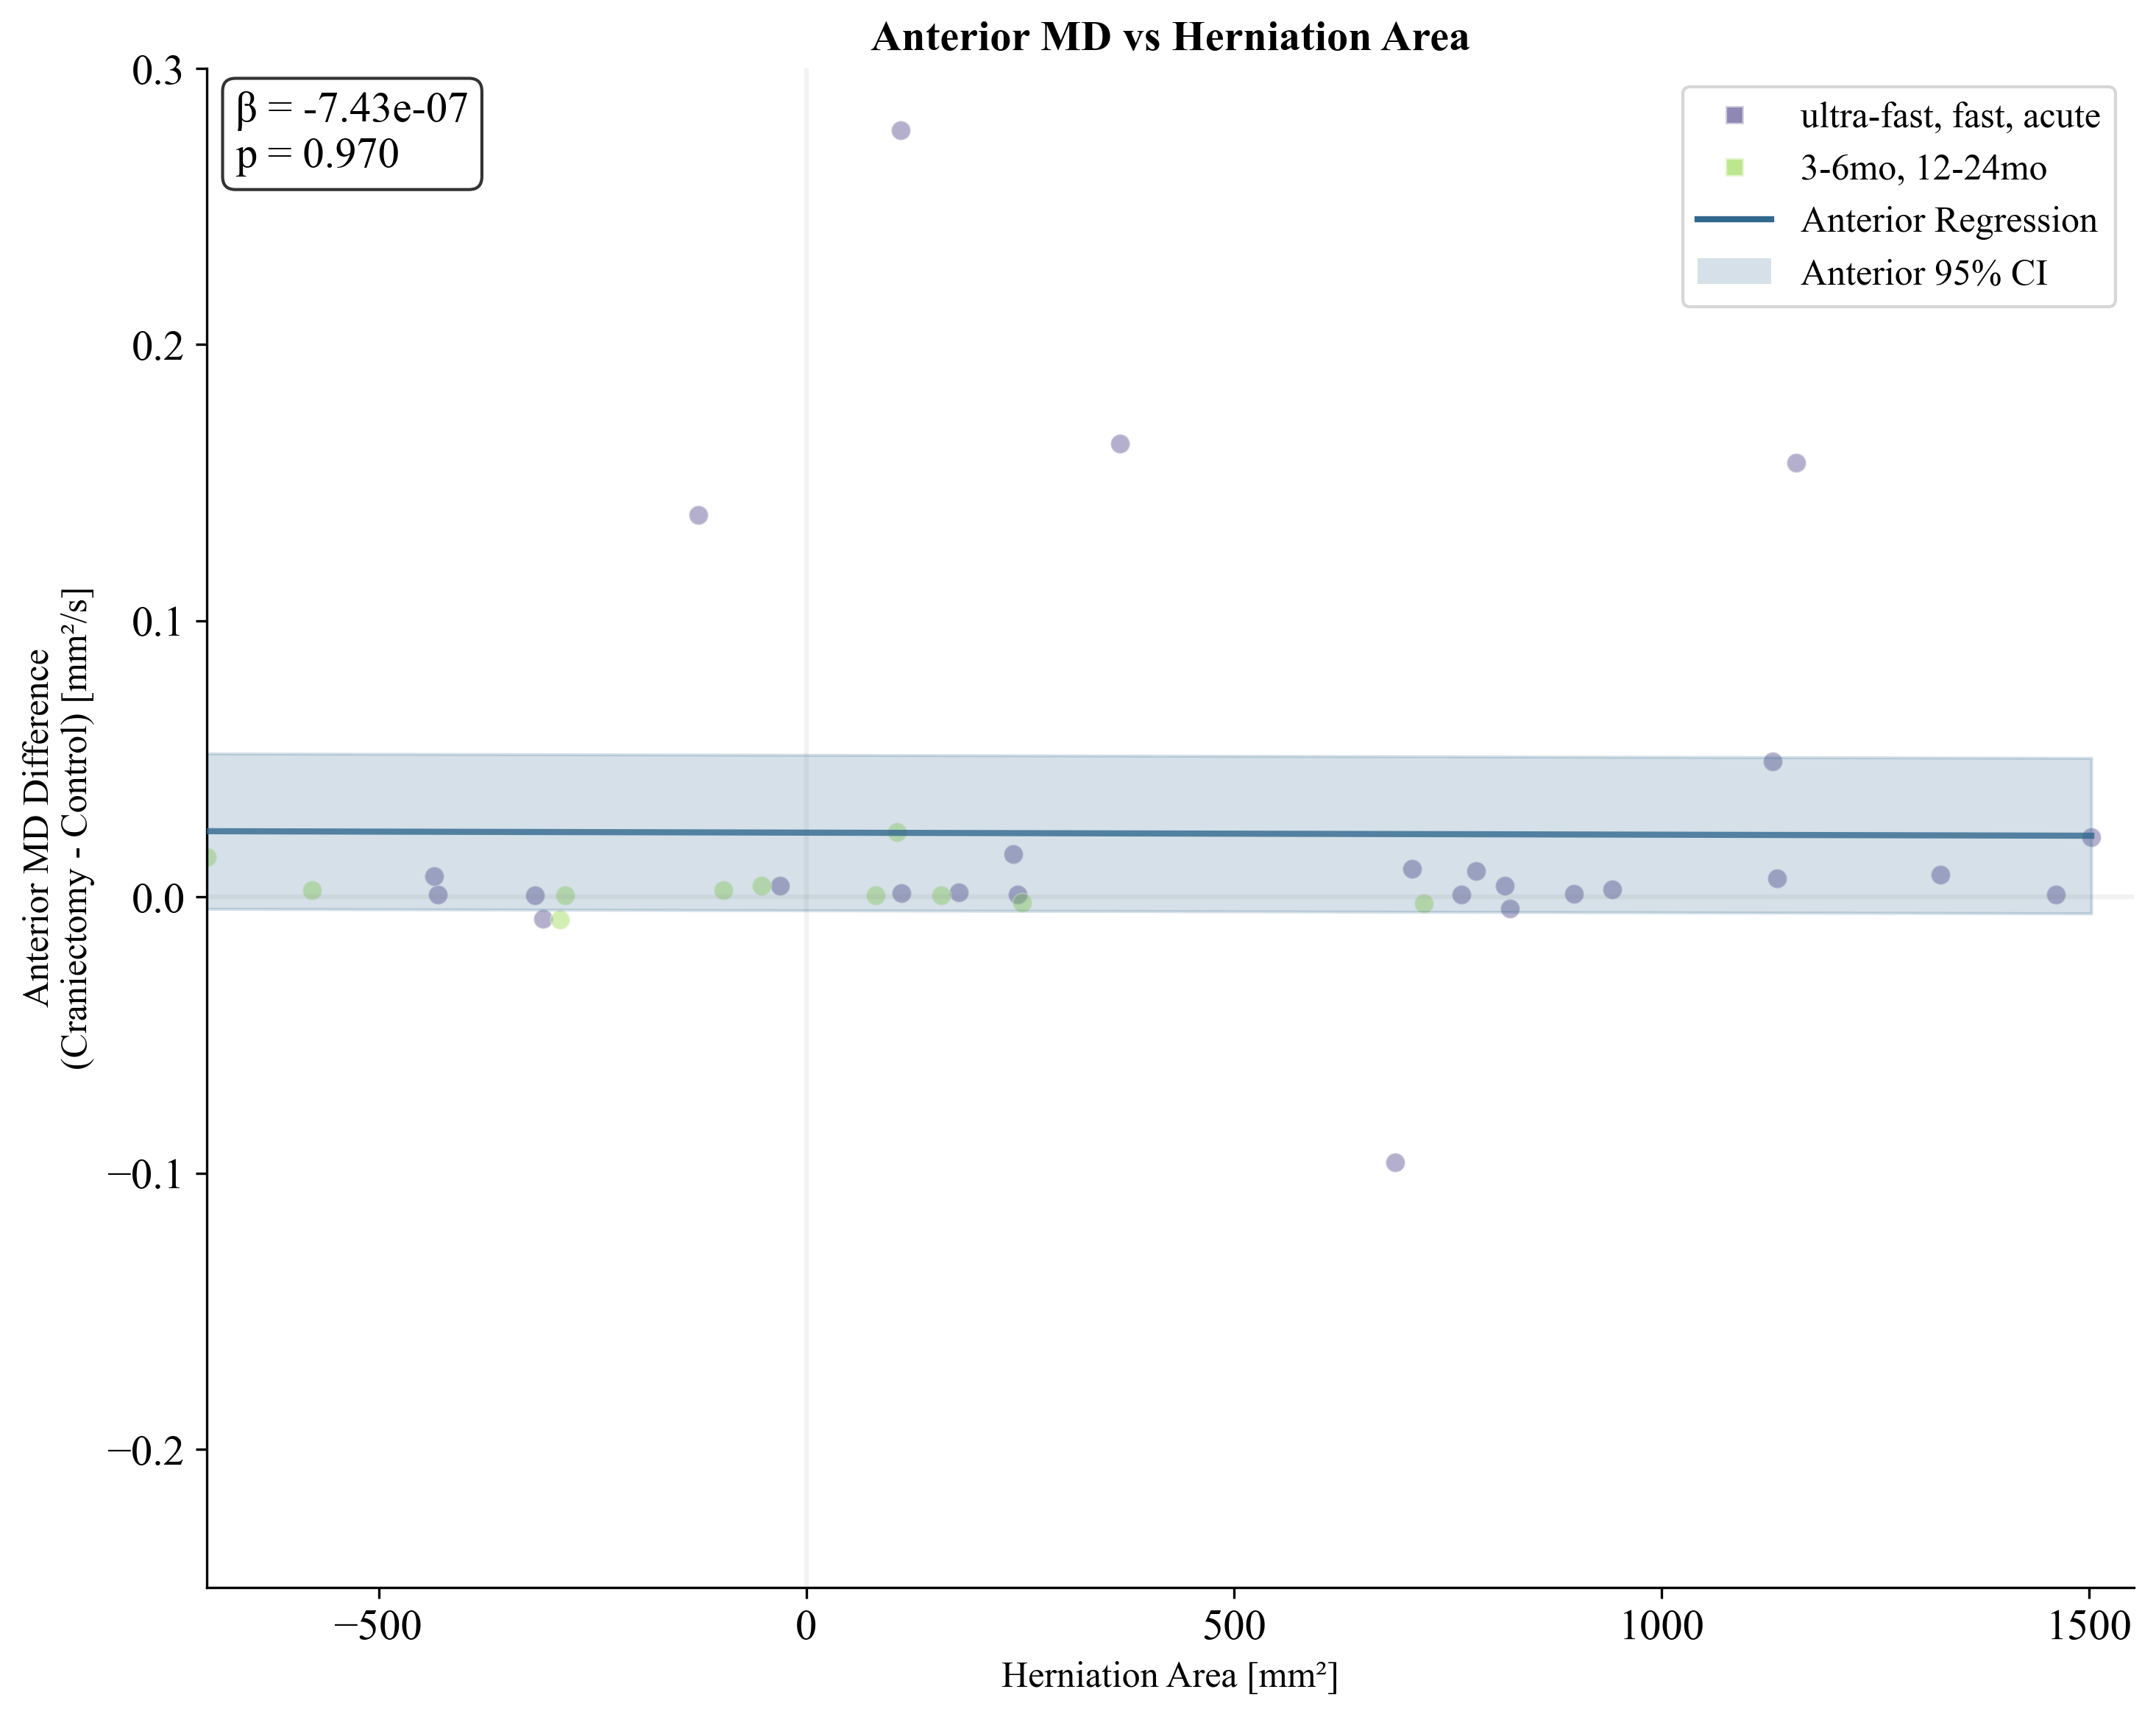 Anterior MD vs Herniation Area
β = -7.43e-07
p = 0.970
ultra-fast, fast, acute
3-6mo, 12-24mo
Anterior Regression
Anterior 95% CI
0.3
0.2
0.1
0.0
−0.1
−0.2
Anterior MD Difference
(Craniectomy - Control) [mm²/s]
−500
0
500
1000
1500
Herniation Area [mm²]